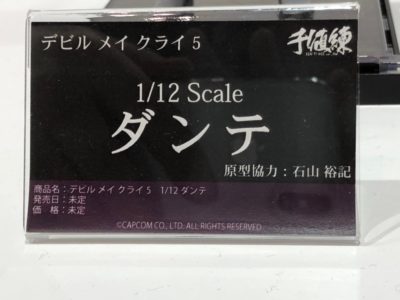 デビル メイ クライ 5
千値練
1/12 Scale
ダンテ
原型協力：石山 裕記
商品名：デビル メイ クライ 5　1/12 ダンテ
発売日：未定
価　格：未定
©CAPCOM CO., LTD. ALL RIGHTS RESERVED